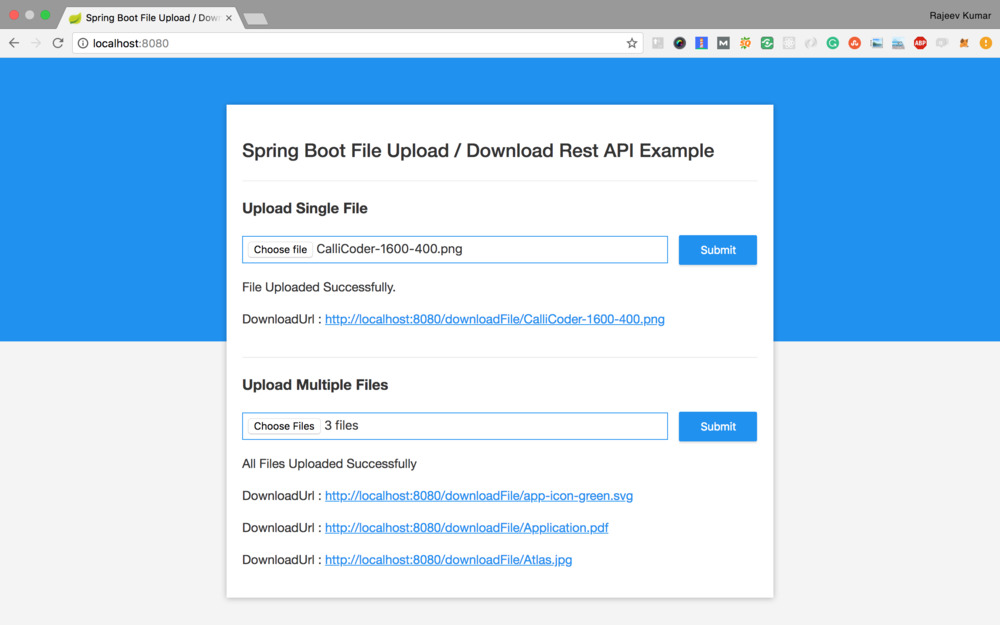 Spring Boot File Upload / Dow
Rajeev Kumar
localhost:8080
ABP
Spring Boot File Upload / Download Rest API Example
Upload Single File
Choose file CalliCoder-1600-400.png
Submit
File Uploaded Successfully.
DownloadUrl : http://localhost:8080/downloadFile/CalliCoder-1600-400.png
Upload Multiple Files
Choose Files 3 files
Submit
All Files Uploaded Successfully
DownloadUrl : http://localhost:8080/downloadFile/app-icon-green.svg
DownloadUrl : http://localhost:8080/downloadFile/Application.pdf
DownloadUrl : http://localhost:8080/downloadFile/Atlas.jpg